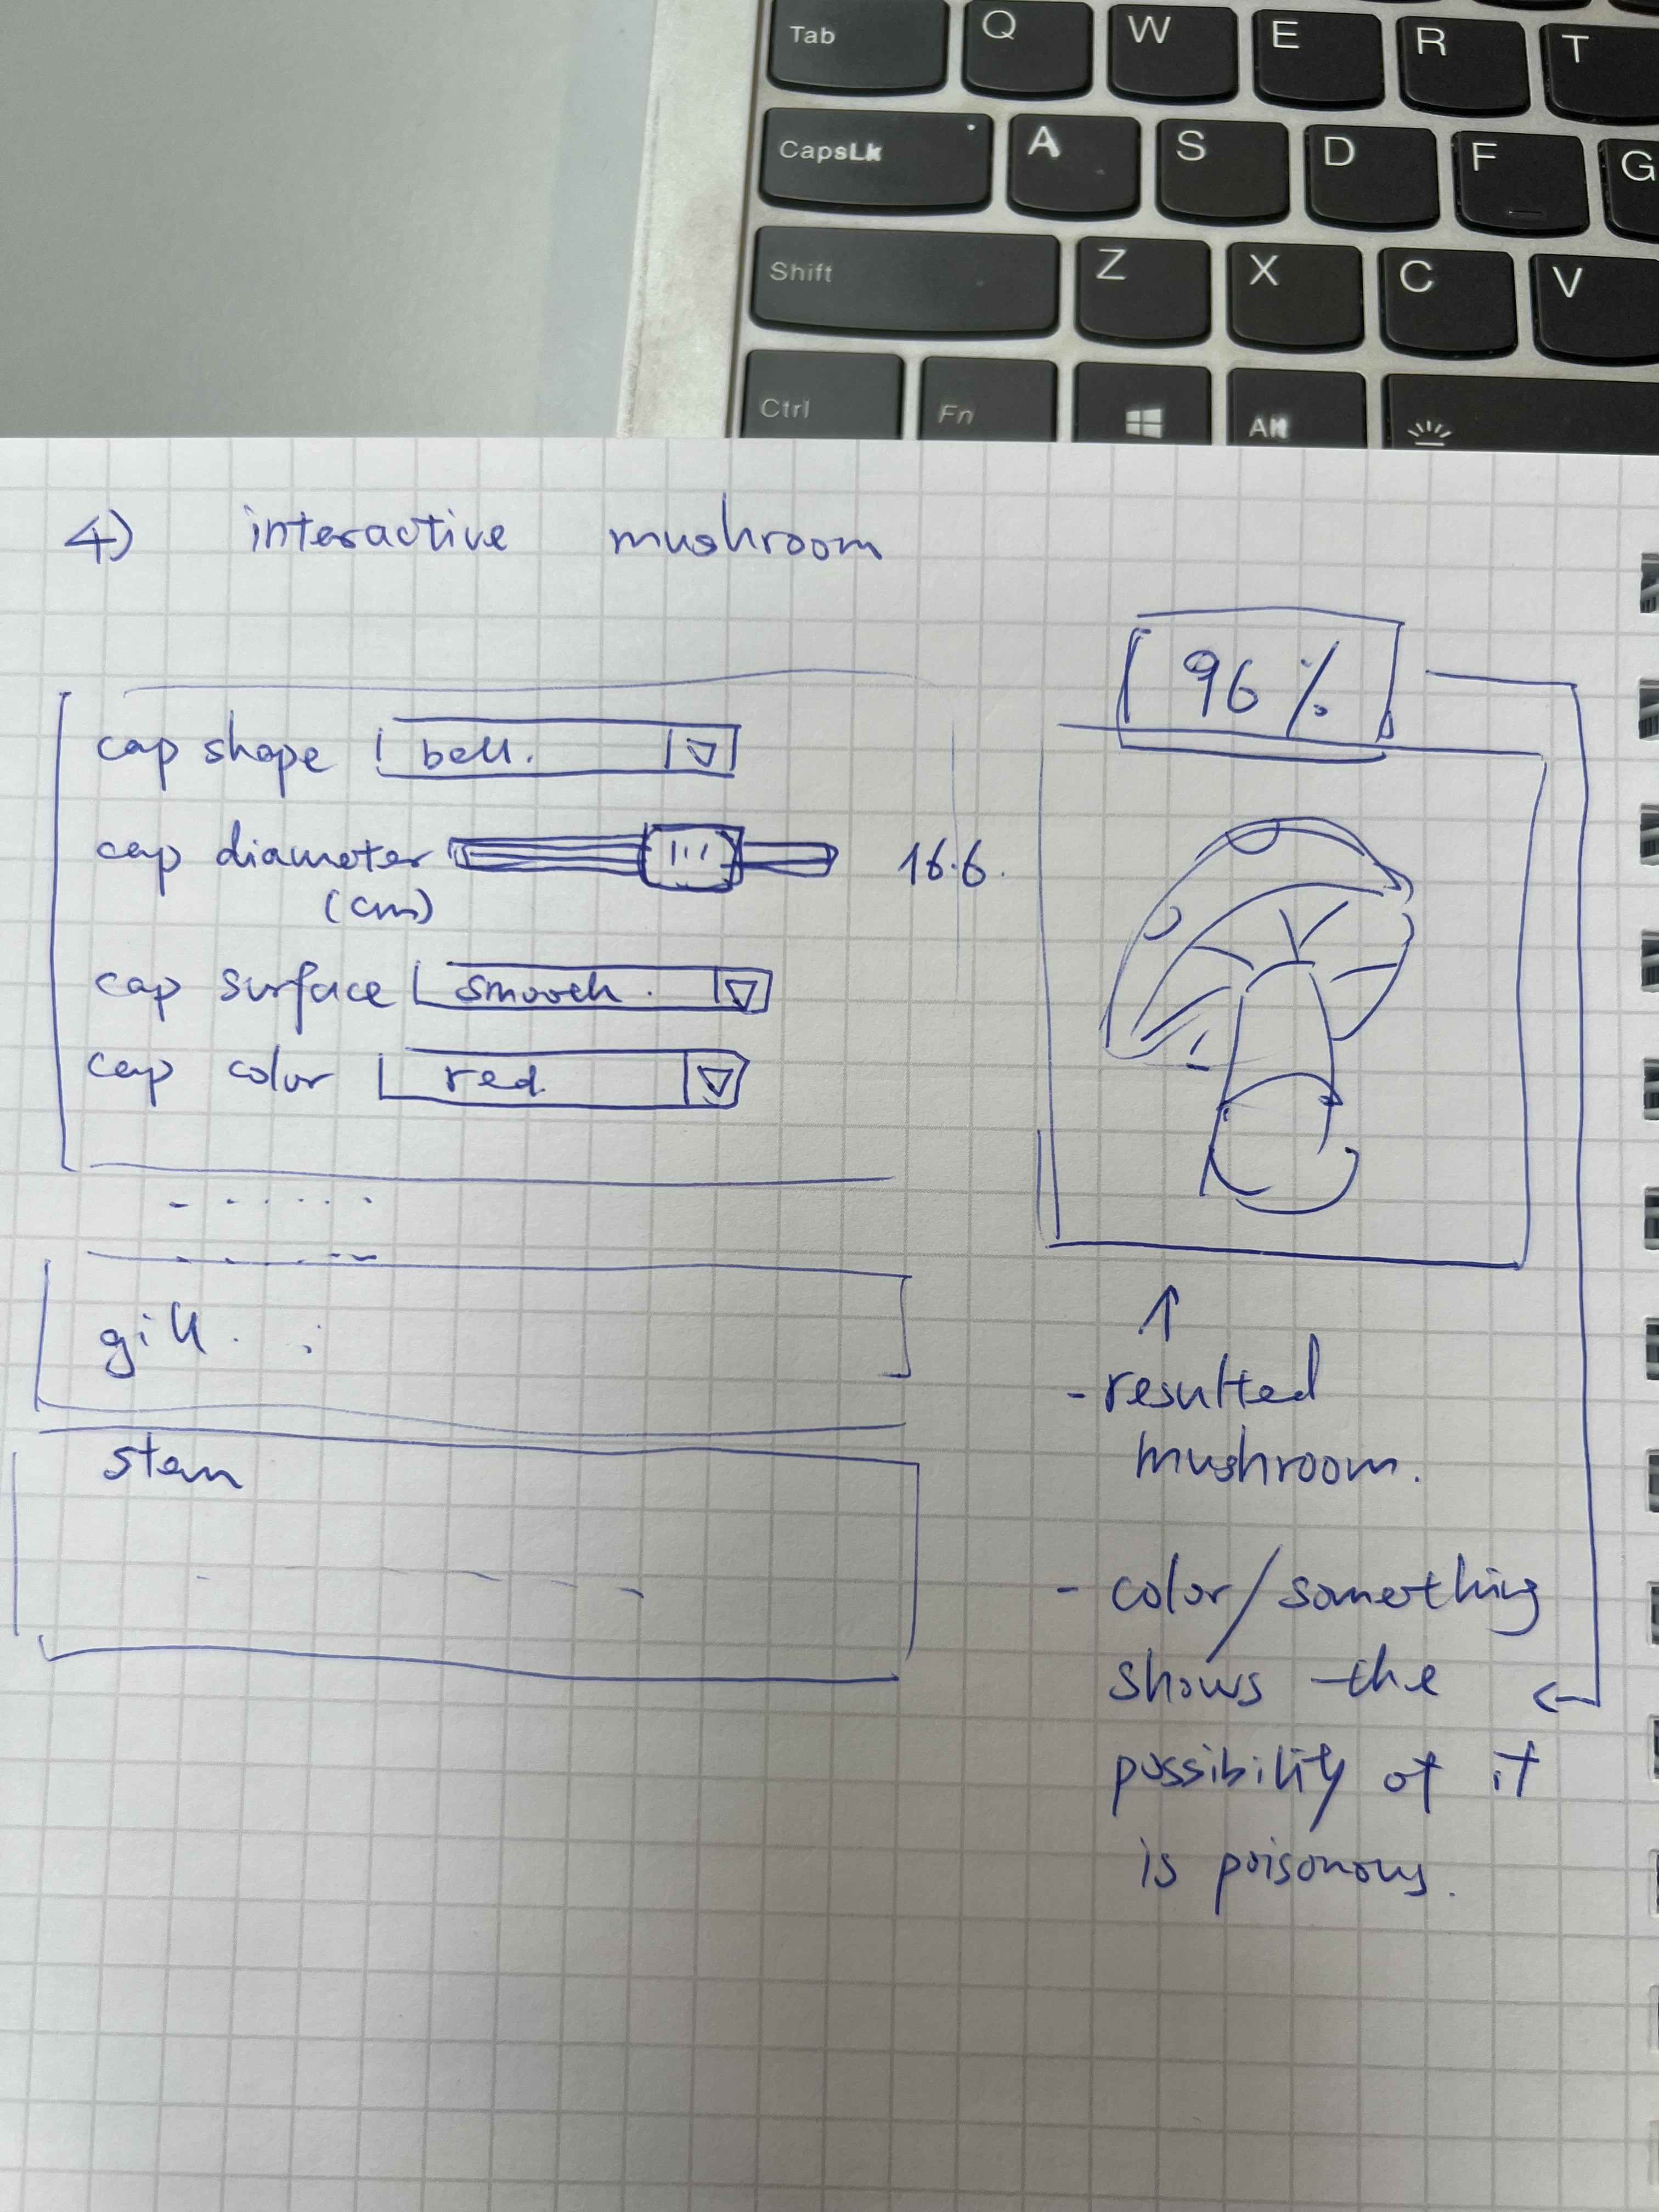 Tab Q W E R T
CapsLk A S D F G
Shift Z X C V
Ctrl Fn Alt
4) interactive mushroom
96%
cap shape bell.
cap diameter 16.6.
(cm)
cap surface smooth.
cap color red.
gill.
stem
- resulted
mushroom.
- color/something
shows the
possibility of it
is poisonous.